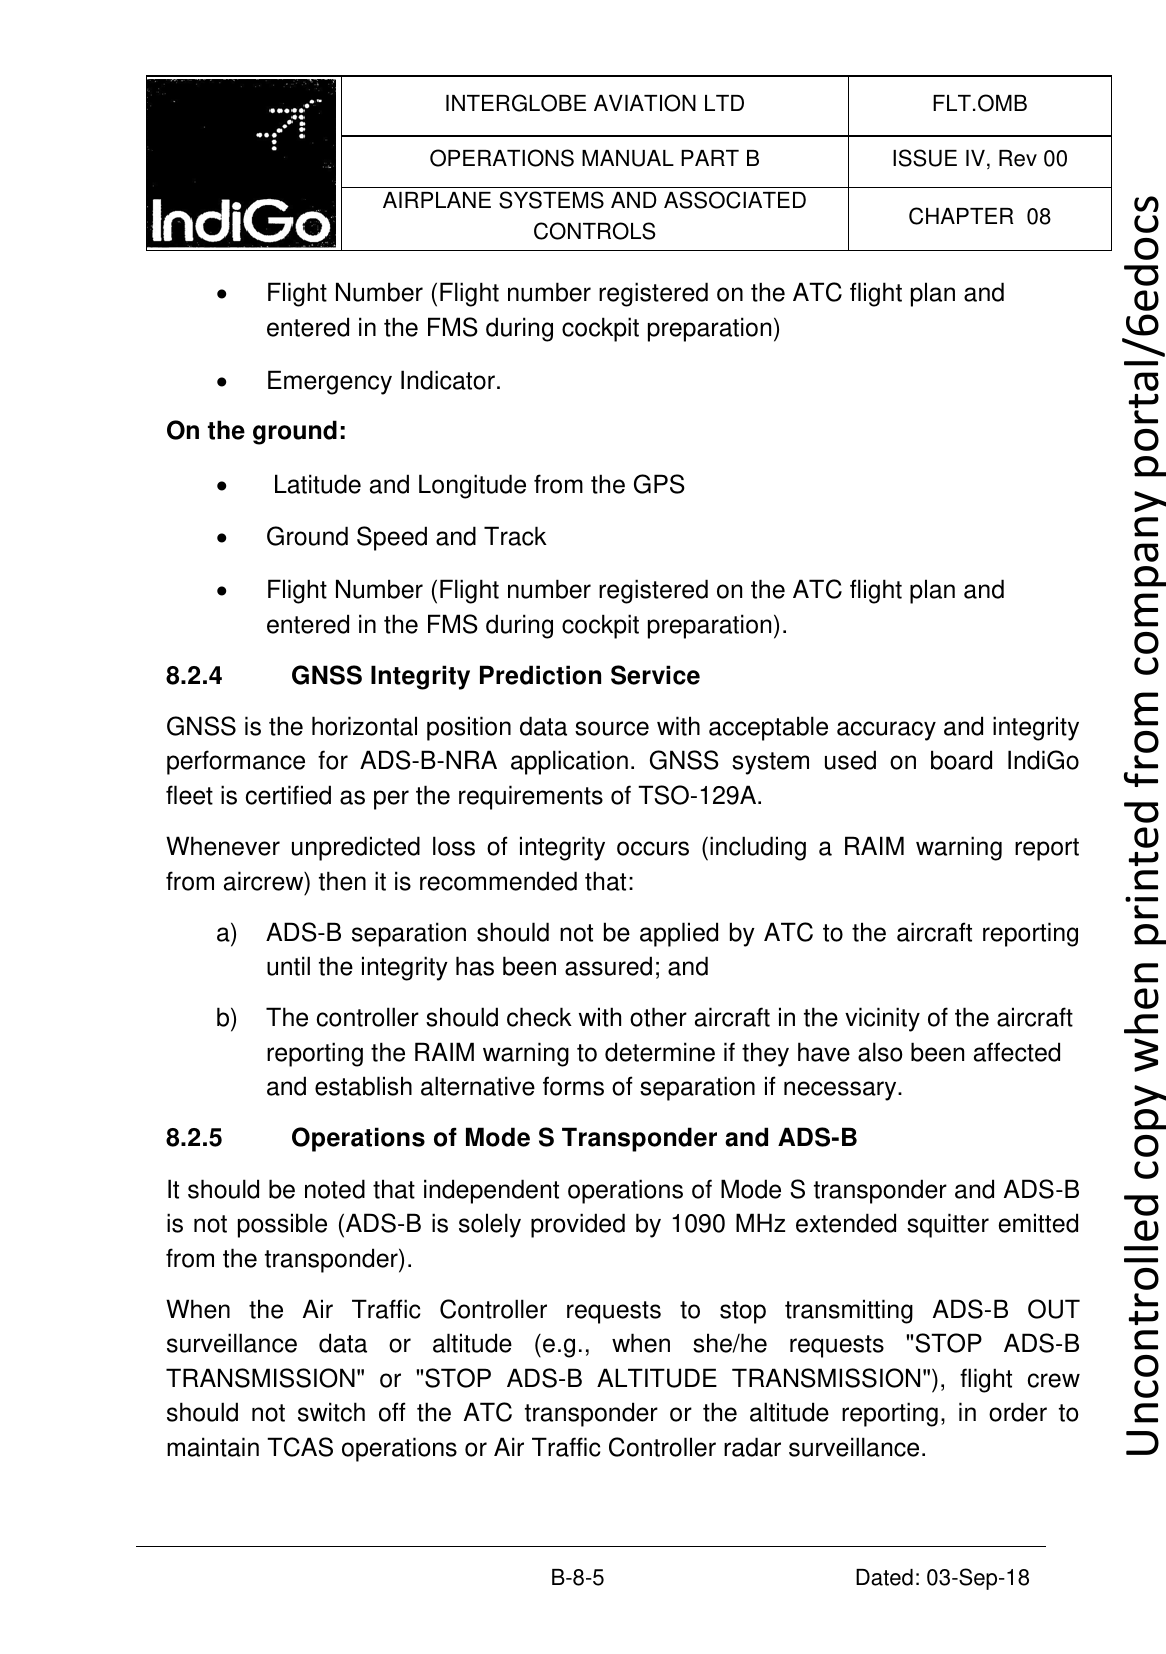 IndiGo
INTERGLOBE AVIATION LTD
FLT.OMB
OPERATIONS MANUAL PART B
ISSUE IV, Rev 00
AIRPLANE SYSTEMS AND ASSOCIATED
CONTROLS
CHAPTER 08
• Flight Number (Flight number registered on the ATC flight plan and
entered in the FMS during cockpit preparation)
• Emergency Indicator.
On the ground:
• Latitude and Longitude from the GPS
• Ground Speed and Track
• Flight Number (Flight number registered on the ATC flight plan and
entered in the FMS during cockpit preparation).
8.2.4 GNSS Integrity Prediction Service
GNSS is the horizontal position data source with acceptable accuracy and integrity
performance for ADS-B-NRA application. GNSS system used on board IndiGo
fleet is certified as per the requirements of TSO-129A.
Whenever unpredicted loss of integrity occurs (including a RAIM warning report
from aircrew) then it is recommended that:
a) ADS-B separation should not be applied by ATC to the aircraft reporting
until the integrity has been assured; and
b) The controller should check with other aircraft in the vicinity of the aircraft
reporting the RAIM warning to determine if they have also been affected
and establish alternative forms of separation if necessary.
8.2.5 Operations of Mode S Transponder and ADS-B
It should be noted that independent operations of Mode S transponder and ADS-B
is not possible (ADS-B is solely provided by 1090 MHz extended squitter emitted
from the transponder).
When the Air Traffic Controller requests to stop transmitting ADS-B OUT
surveillance data or altitude (e.g., when she/he requests "STOP ADS-B
TRANSMISSION" or "STOP ADS-B ALTITUDE TRANSMISSION"), flight crew
should not switch off the ATC transponder or the altitude reporting, in order to
maintain TCAS operations or Air Traffic Controller radar surveillance.
B-8-5
Dated: 03-Sep-18
Uncontrolled copy when printed from company portal/6edocs